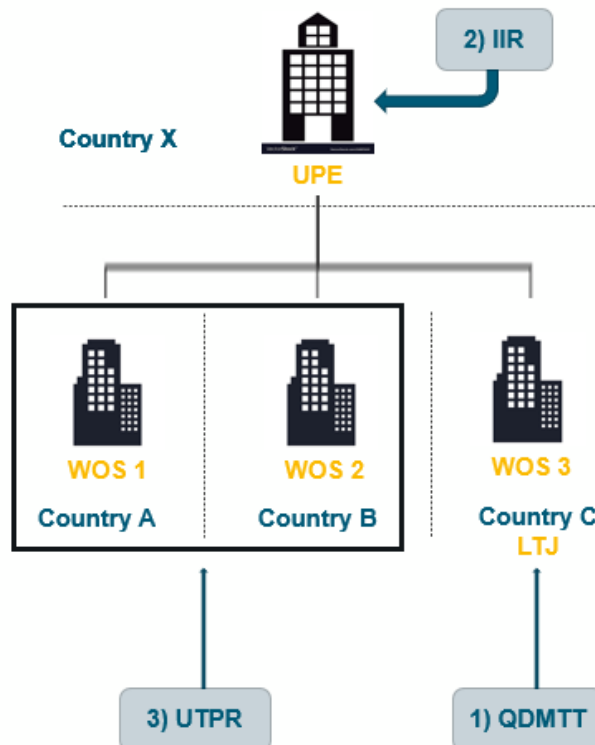 2) IIR
Country X
UPE
WOS 1
WOS 2
WOS 3
Country A
Country B
Country C
LTJ
3) UTPR
1) QDMTT